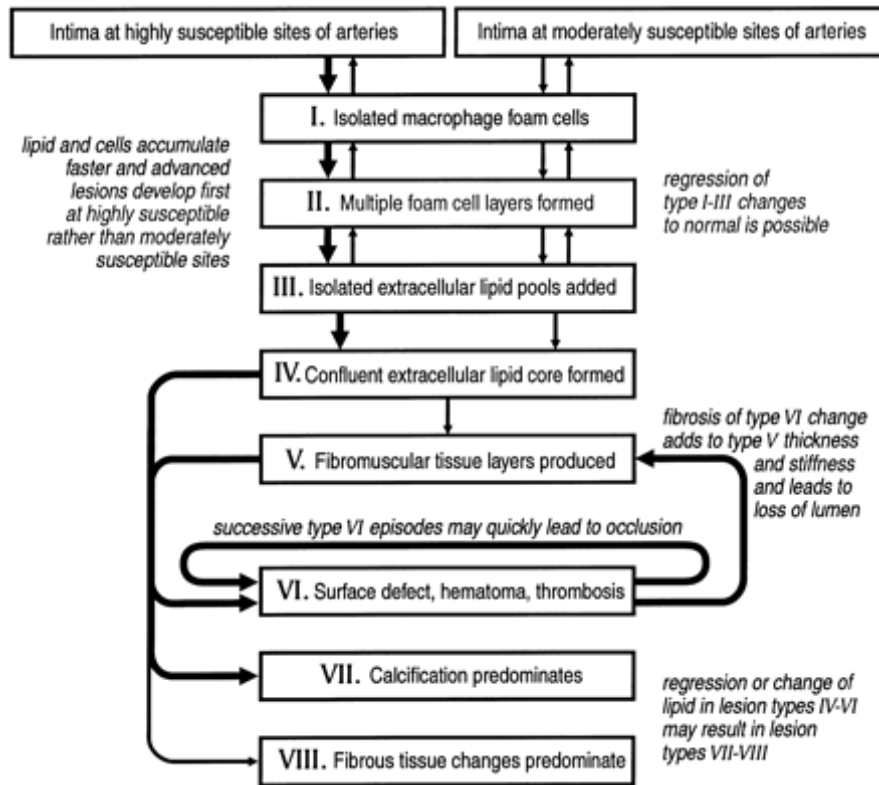 Intima at highly susceptible sites of arteries
Intima at moderately susceptible sites of arteries
I. Isolated macrophage foam cells
lipid and cells accumulate
faster and advanced
lesions develop first
at highly susceptible
rather than moderately
susceptible sites
II. Multiple foam cell layers formed
regression of
type I-III changes
to normal is possible
III. Isolated extracellular lipid pools added
IV. Confluent extracellular lipid core formed
V. Fibromuscular tissue layers produced
fibrosis of type VI change
adds to type V thickness
and stiffness
and leads to
loss of lumen
successive type VI episodes may quickly lead to occlusion
VI. Surface defect, hematoma, thrombosis
VII. Calcification predominates
regression or change of
lipid in lesion types IV-VI
may result in lesion
types VII-VIII
VIII. Fibrous tissue changes predominate